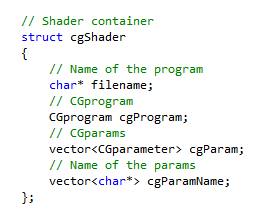 // Shader container
struct cgShader
{
// Name of the program
char* filename;
// CGprogram
CGprogram cgProgram;
// CGparams
vector<CGparameter> cgParam;
// Name of the params
vector<char*> cgParamName;
};